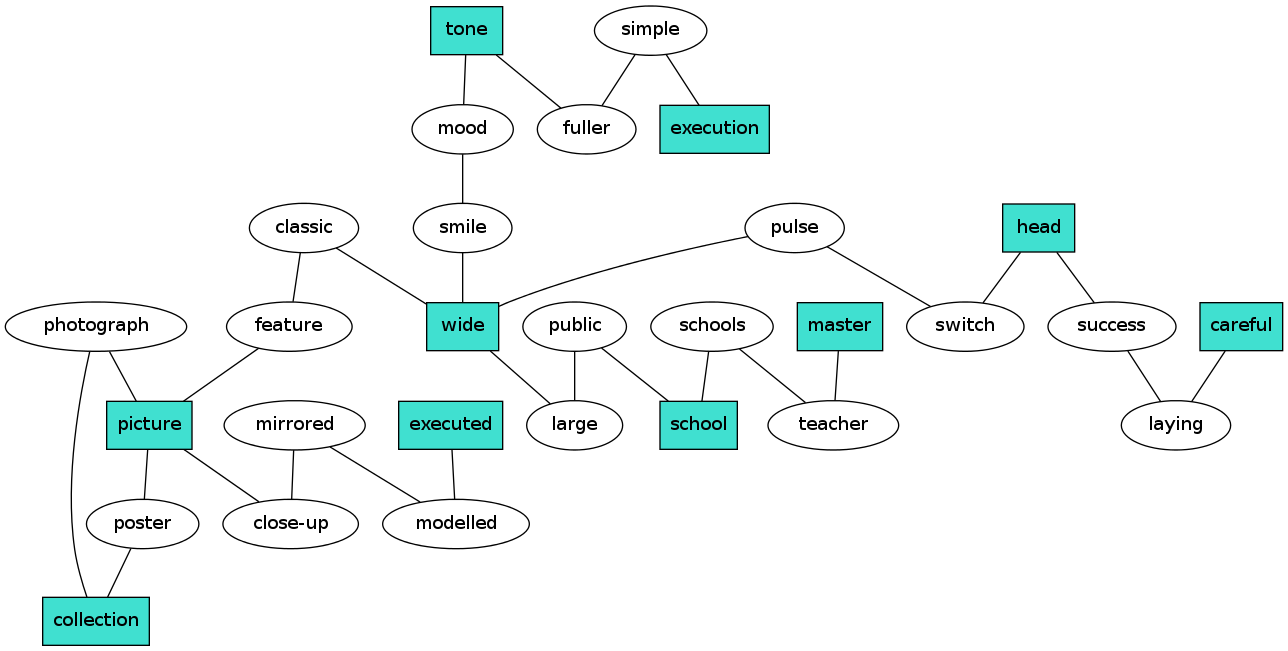 tone
simple
mood
fuller
execution
classic
smile
pulse
head
photograph
feature
wide
public
schools
master
switch
success
careful
picture
mirrored
executed
large
school
teacher
laying
poster
close-up
modelled
collection